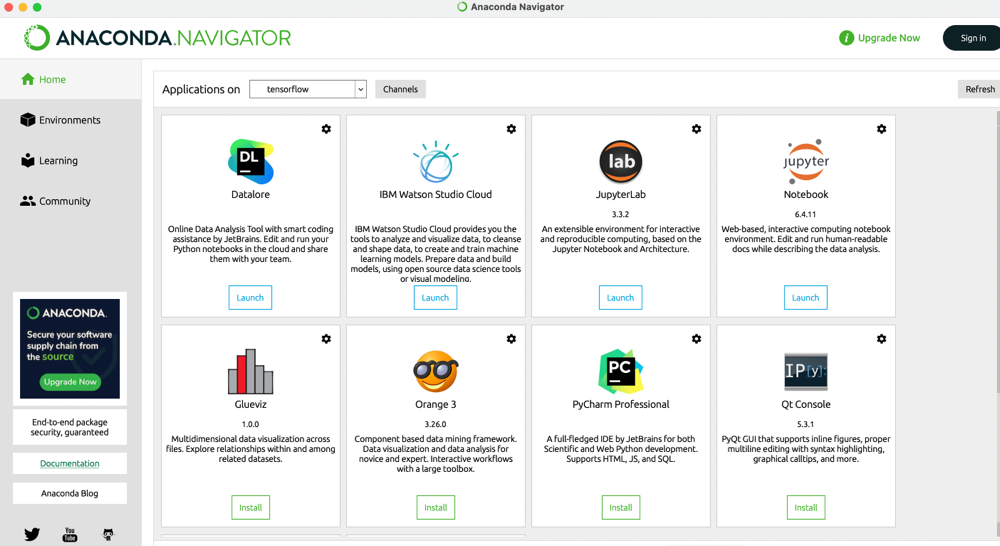 Anaconda Navigator
ANACONDA.NAVIGATOR
i Upgrade Now
Sign in
Home
Environments
Learning
Community
ANACONDA.
Secure your software
supply chain from
the source
Upgrade Now
End-to-end package
security, guaranteed
Documentation
Anaconda Blog
You
Tube
Applications on
tensorflow
Channels
Refresh
DL
Datalore
Online Data Analysis Tool with smart coding
assistance by JetBrains. Edit and run your
Python notebooks in the cloud and share
them with your team.
Launch
IBM Watson Studio Cloud
IBM Watson Studio Cloud provides you the
tools to analyze and visualize data, to cleanse
and shape data, to create and train machine
learning models. Prepare data and build
models, using open source data science tools
or visual modeling.
Launch
lab
JupyterLab
3.3.2
An extensible environment for interactive
and reproducible computing, based on the
Jupyter Notebook and Architecture.
Launch
jupyter
Notebook
6.4.11
Web-based, interactive computing notebook
environment. Edit and run human-readable
docs while describing the data analysis.
Launch
Glueviz
1.0.0
Multidimensional data visualization across
files. Explore relationships within and among
related datasets.
Install
Orange 3
3.26.0
Component based data mining framework.
Data visualization and data analysis for
novice and expert. Interactive workflows
with a large toolbox.
Install
PC
PyCharm Professional
A full-fledged IDE by JetBrains for both
Scientific and Web Python development.
Supports HTML, JS, and SQL.
Install
IP[y]:
Qt Console
5.3.1
PyQt GUI that supports inline figures, proper
multiline editing with syntax highlighting,
graphical calltips, and more.
Install